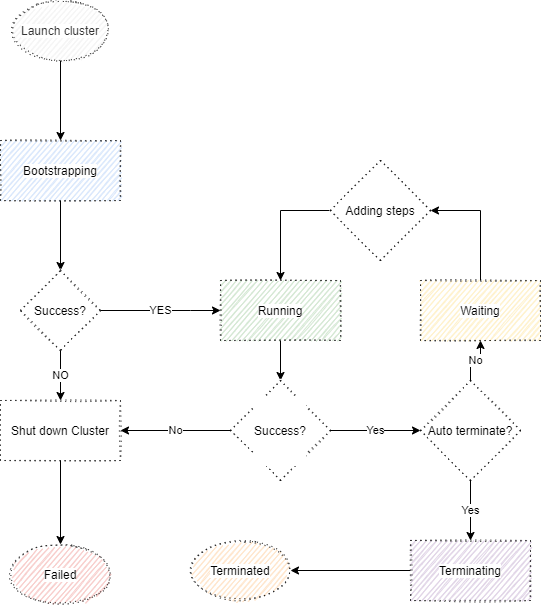 Launch cluster
Bootstrapping
Adding steps
Success?
YES
Running
Waiting
NO
No
Shut down Cluster
No
Success?
Yes
Auto terminate?
Yes
Failed
Terminated
Terminating